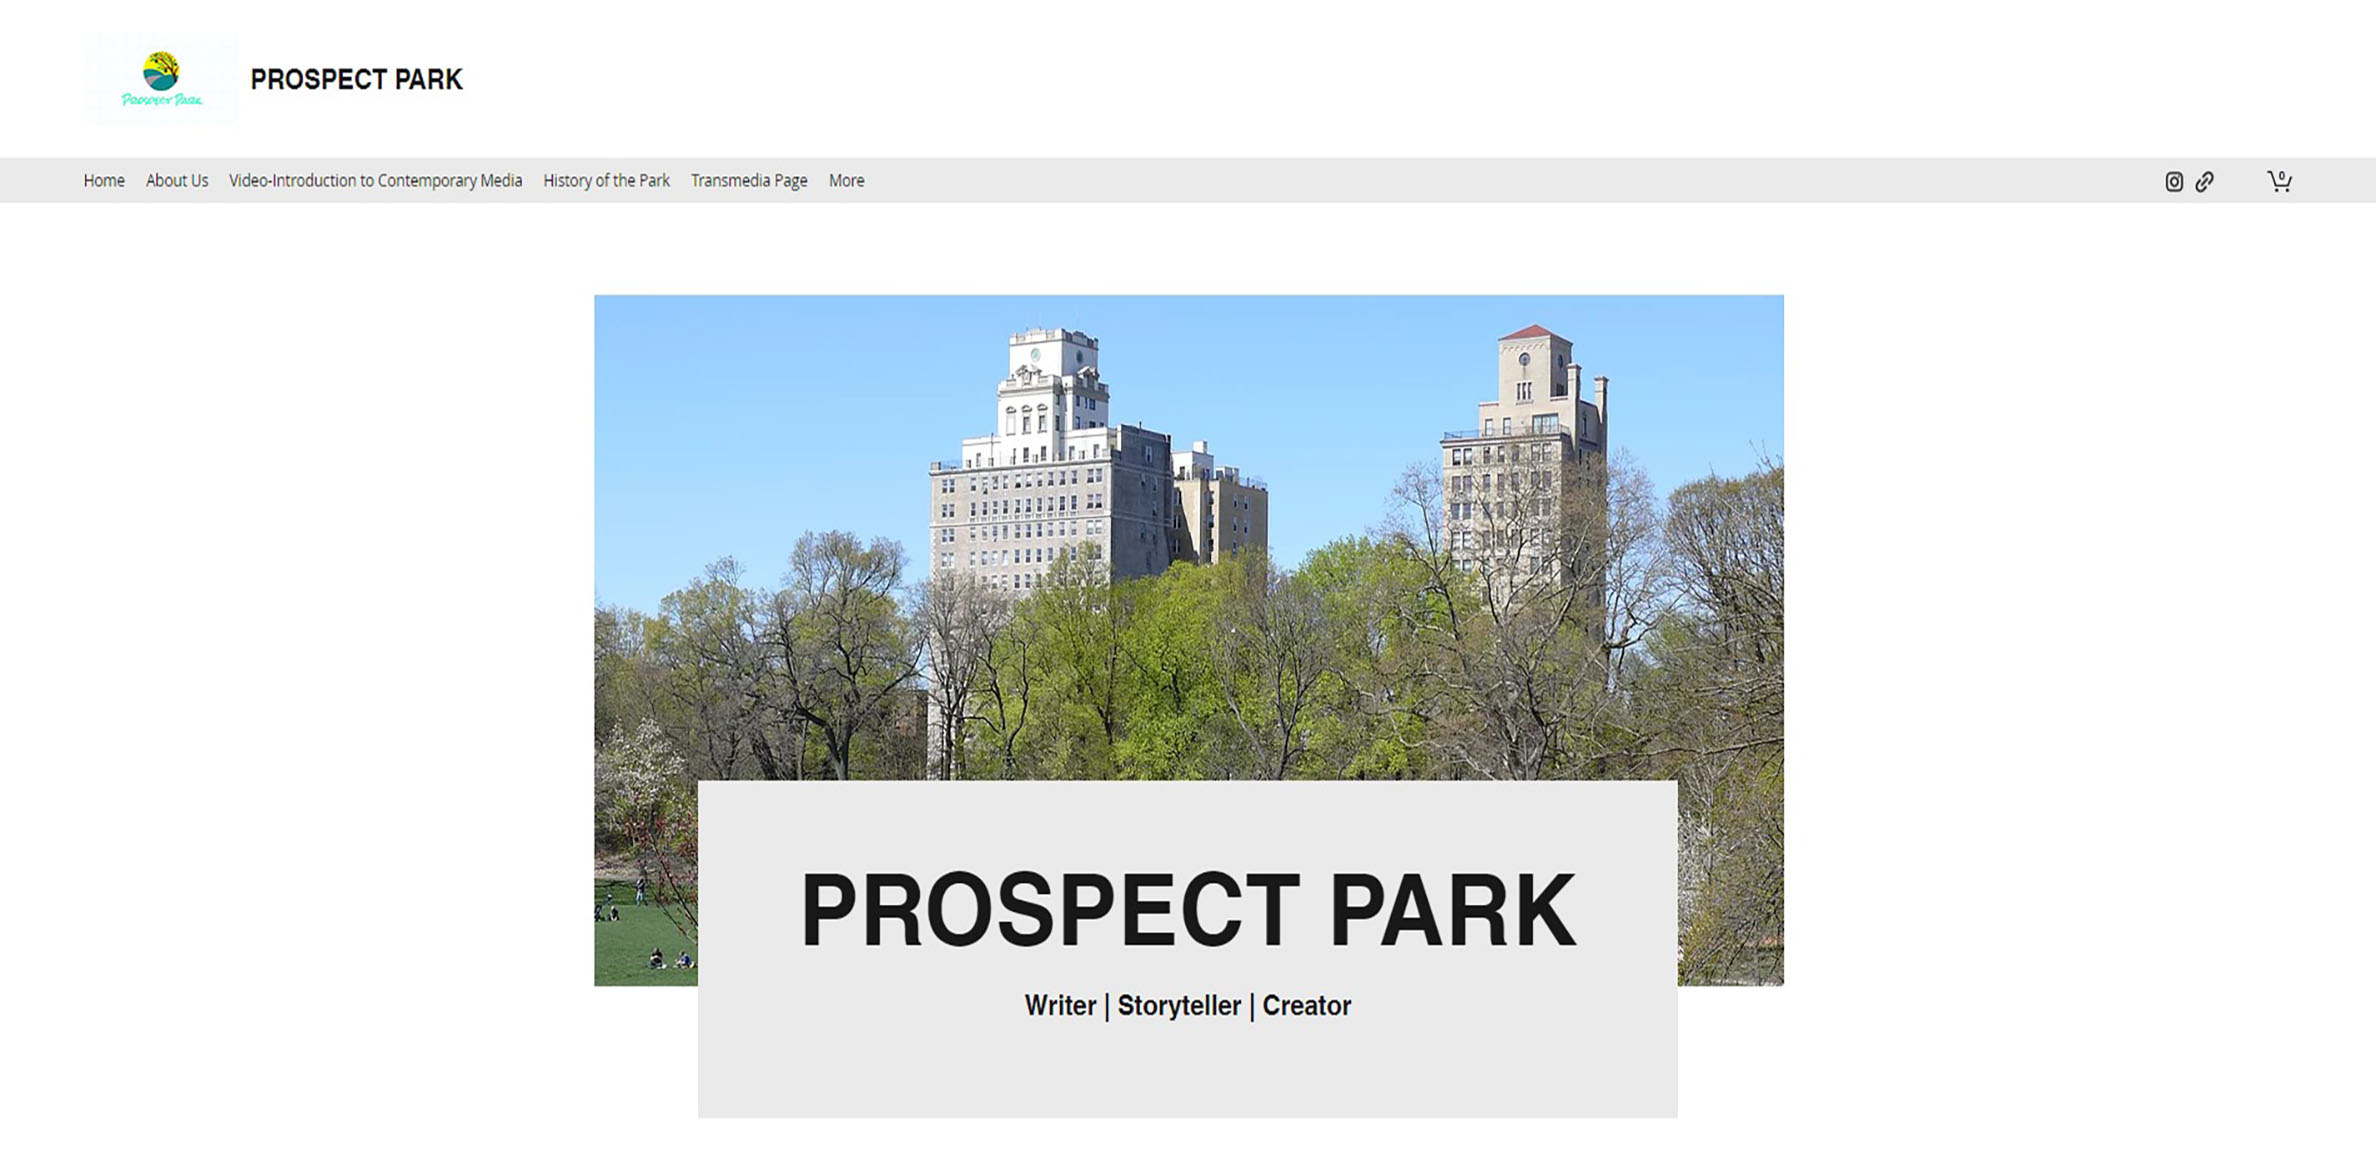 Prospect Park
PROSPECT PARK
Home About Us Video-Introduction to Contemporary Media History of the Park Transmedia Page More
0
PROSPECT PARK
Writer | Storyteller | Creator